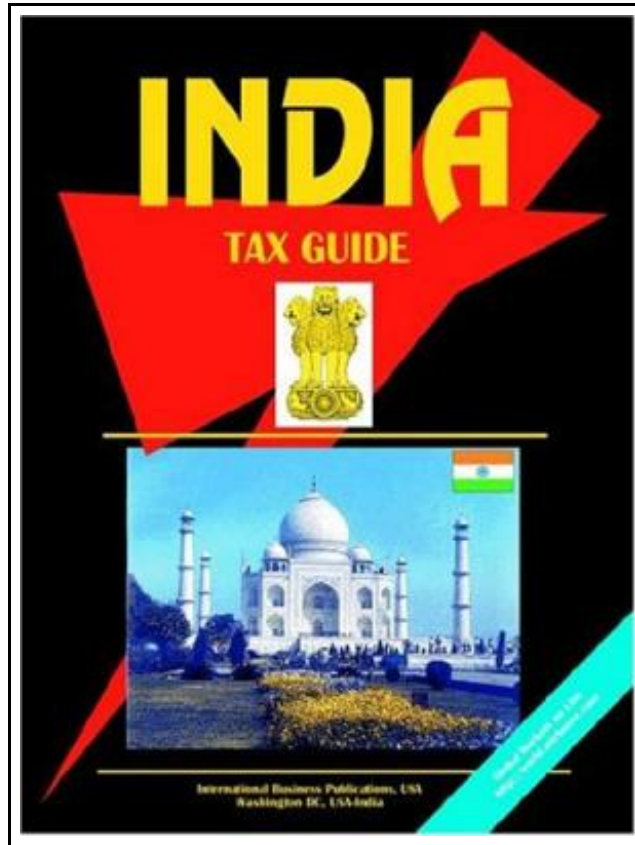 INDIA
TAX GUIDE
International Business Publications, USA
Washington DC, USA-India